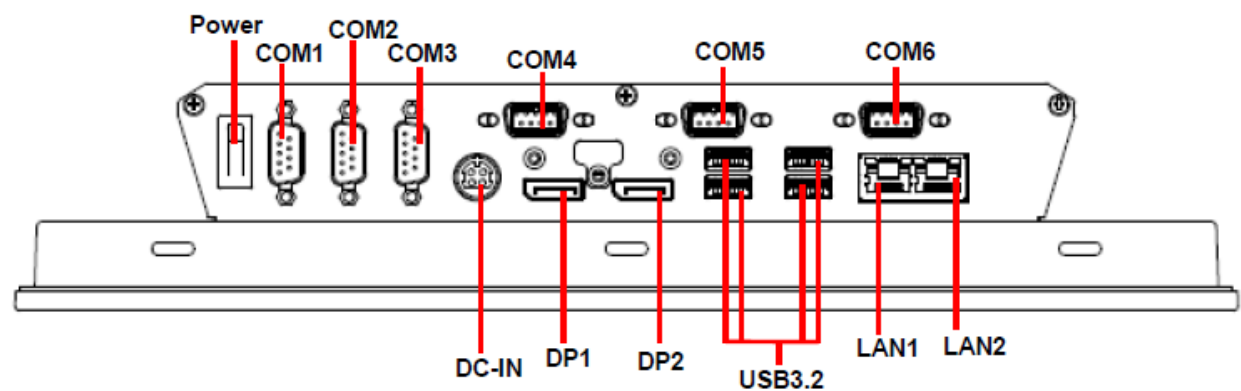 Power
COM1
COM2
COM3
COM4
COM5
COM6
DC-IN
DP1
DP2
USB3.2
LAN1
LAN2